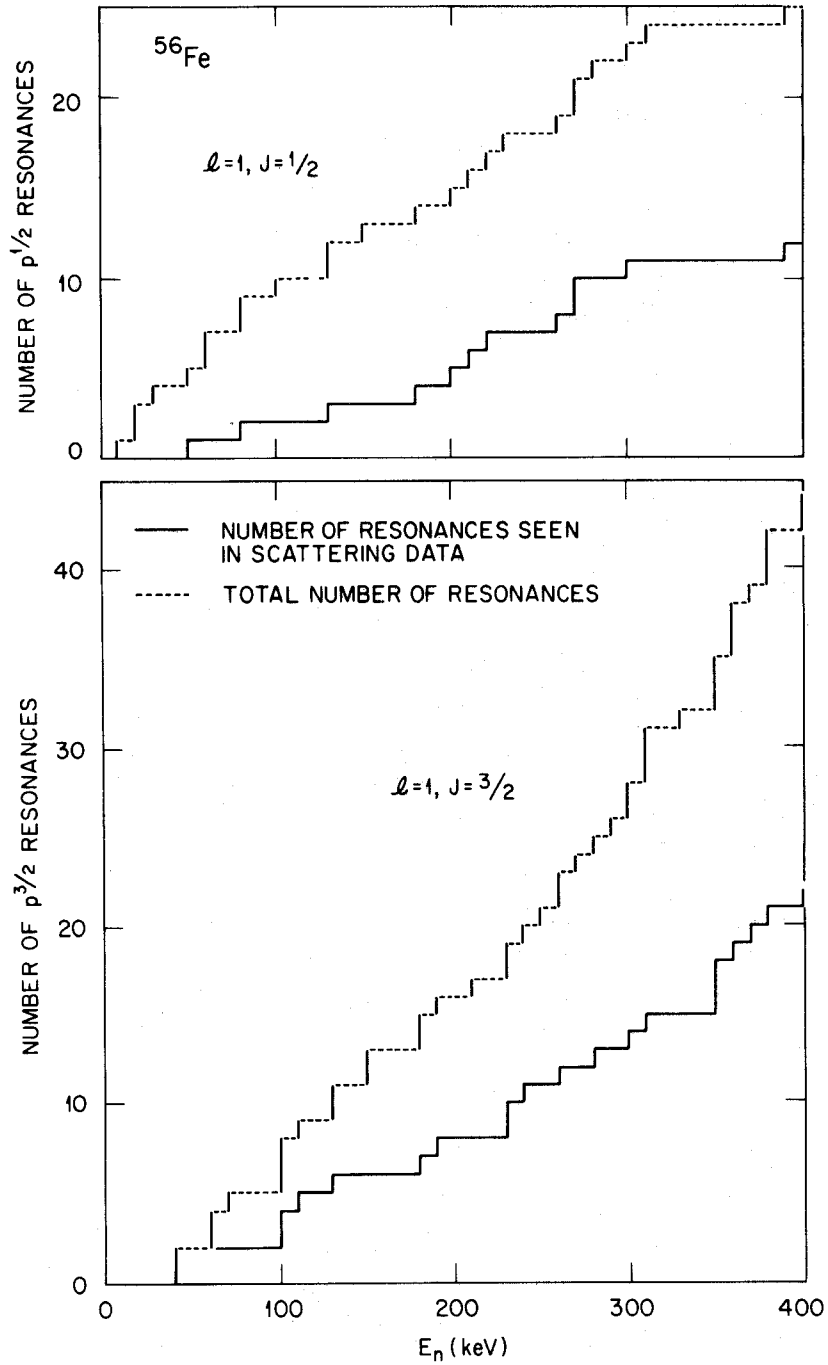 ⁵⁶Fe
ℓ=1, J=1/2
NUMBER OF p1/2 RESONANCES
20
10
0
NUMBER OF RESONANCES SEEN
IN SCATTERING DATA
TOTAL NUMBER OF RESONANCES
ℓ=1, J=3/2
NUMBER OF p3/2 RESONANCES
40
30
20
10
0
0 100 200 300 400
Eₙ (keV)